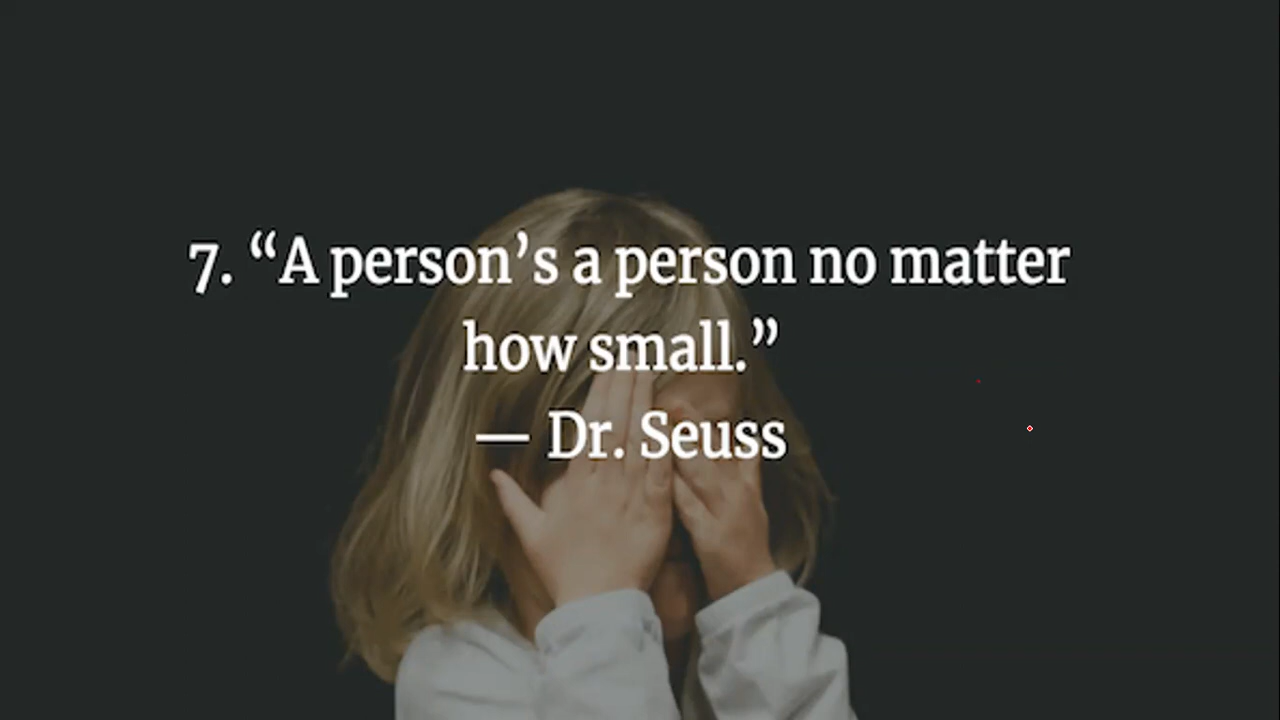 7. “A person’s a person no matter
how small.”
— Dr. Seuss